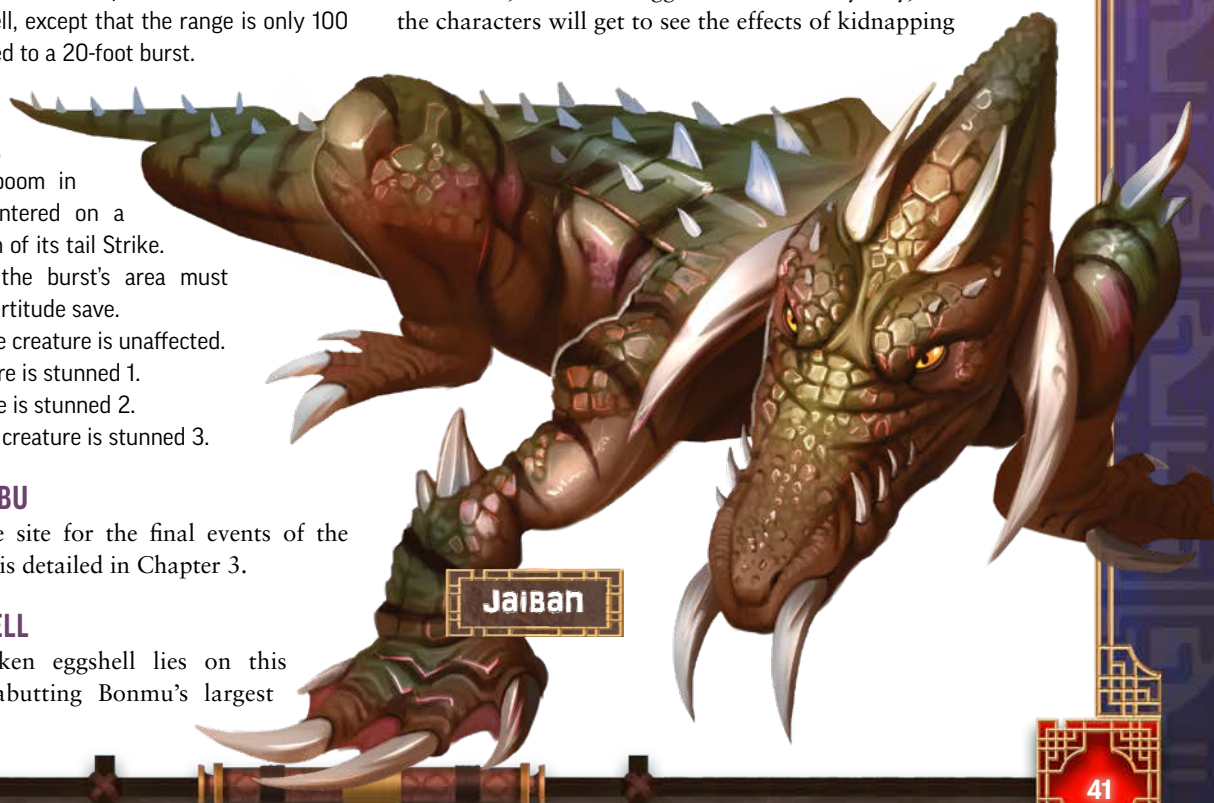 ll, except that the range is only 100
ed to a 20-foot burst.
boom in
ntered on a
n of its tail Strike.
the burst's area must
rtitude save.
e creature is unaffected.
re is stunned 1.
e is stunned 2.
creature is stunned 3.
BU
e site for the final events of the
is detailed in Chapter 3.
ELL
ken eggshell lies on this
abutting Bonmu's largest
the characters will get to see the effects of kidnapping
Jaiban
41